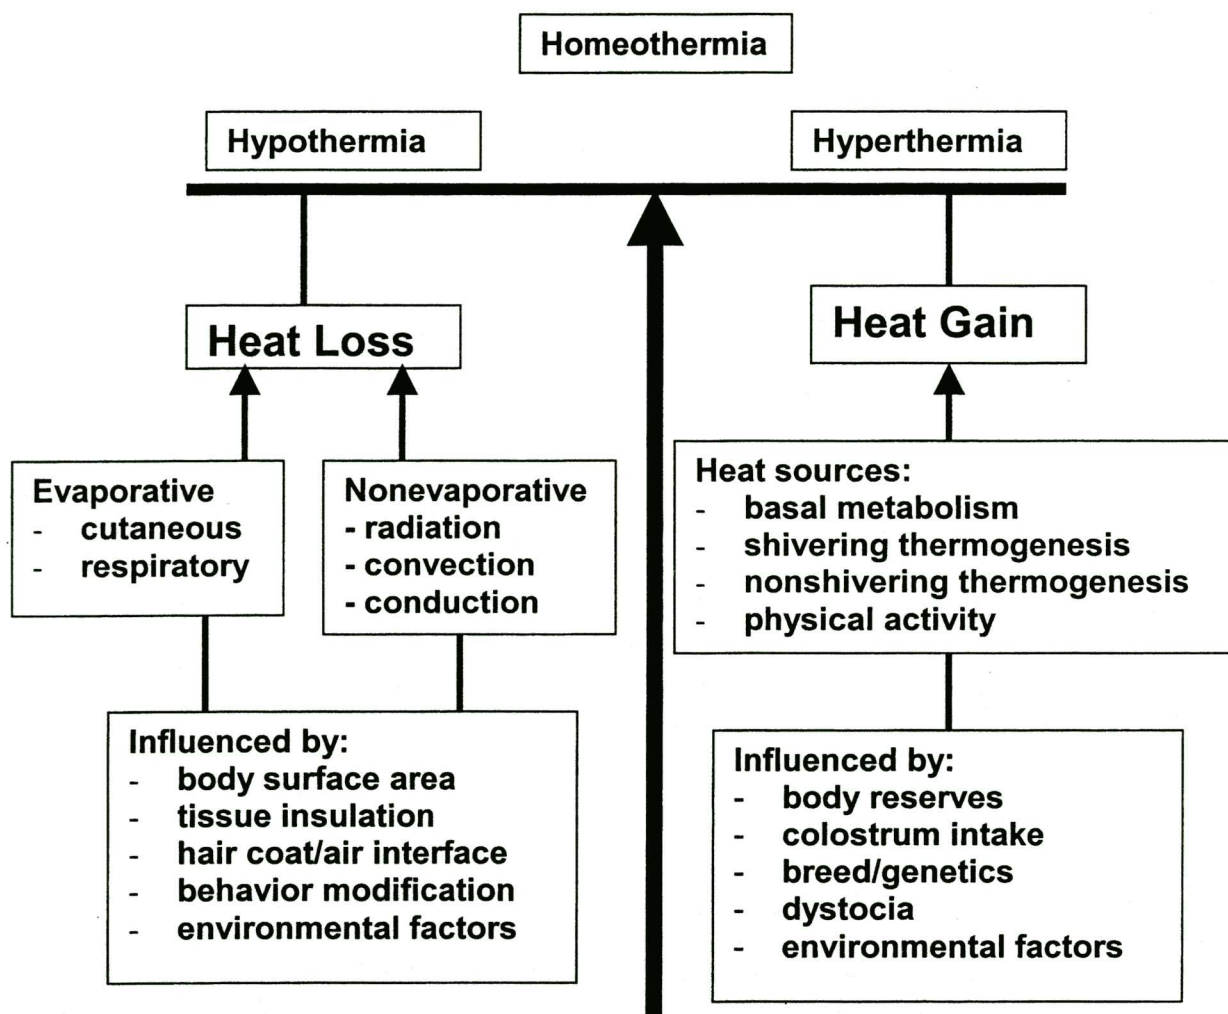 Homeothermia
Hypothermia
Hyperthermia
Heat Loss
Heat Gain
Evaporative
- cutaneous
- respiratory
Nonevaporative
- radiation
- convection
- conduction
Heat sources:
- basal metabolism
- shivering thermogenesis
- nonshivering thermogenesis
- physical activity
Influenced by:
- body surface area
- tissue insulation
- hair coat/air interface
- behavior modification
- environmental factors
Influenced by:
- body reserves
- colostrum intake
- breed/genetics
- dystocia
- environmental factors